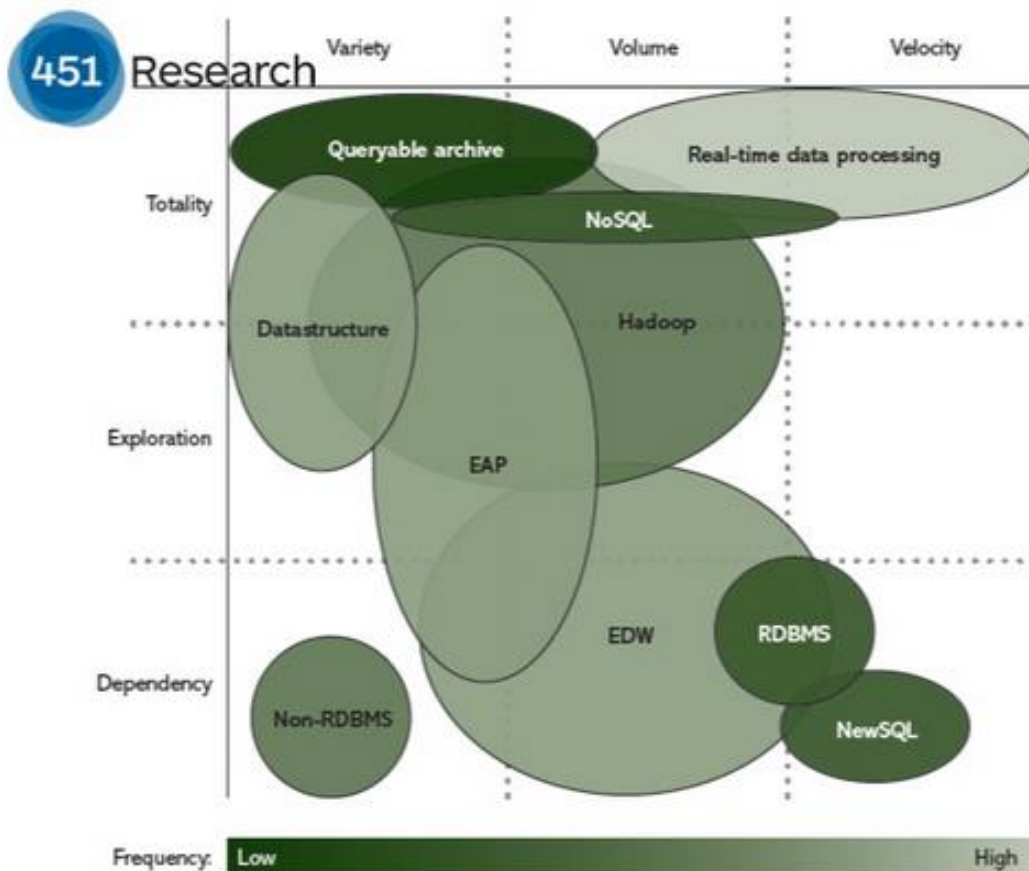 451 Research
Variety Volume Velocity
Queryable archive
Real-time data processing
Totality
NoSQL
Datastructure
Hadoop
Exploration
EAP
EDW
RDBMS
Dependency
Non-RDBMS
NewSQL
Frequency: Low High